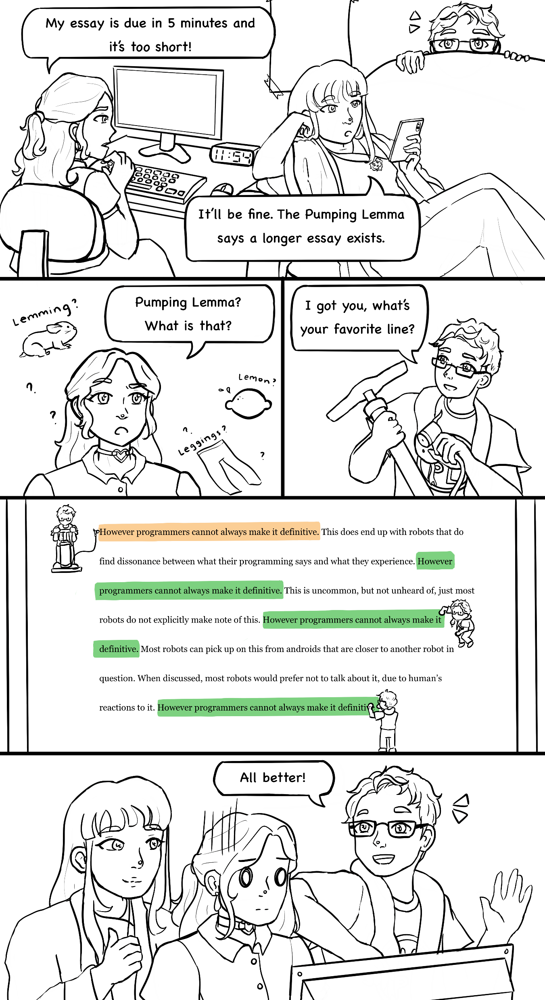 My essay is due in 5 minutes and
it's too short!
11:54
It'll be fine. The Pumping Lemma
says a longer essay exists.
Lemming?
Pumping Lemma?
What is that?
?
Lemon?
?
?
Leggings?
?
I got you, what's
your favorite line?
However programmers cannot always make it definitive. This does end up with robots that do
find dissonance between what their programming says and what they experience. However
programmers cannot always make it definitive. This is uncommon, but not unheard of, just most
robots do not explicitly make note of this. However programmers cannot always make it
definitive. Most robots can pick up on this from androids that are closer to another robot in
question. When discussed, most robots would prefer not to talk about it, due to human's
reactions to it. However programmers cannot always make it definitive
All better!